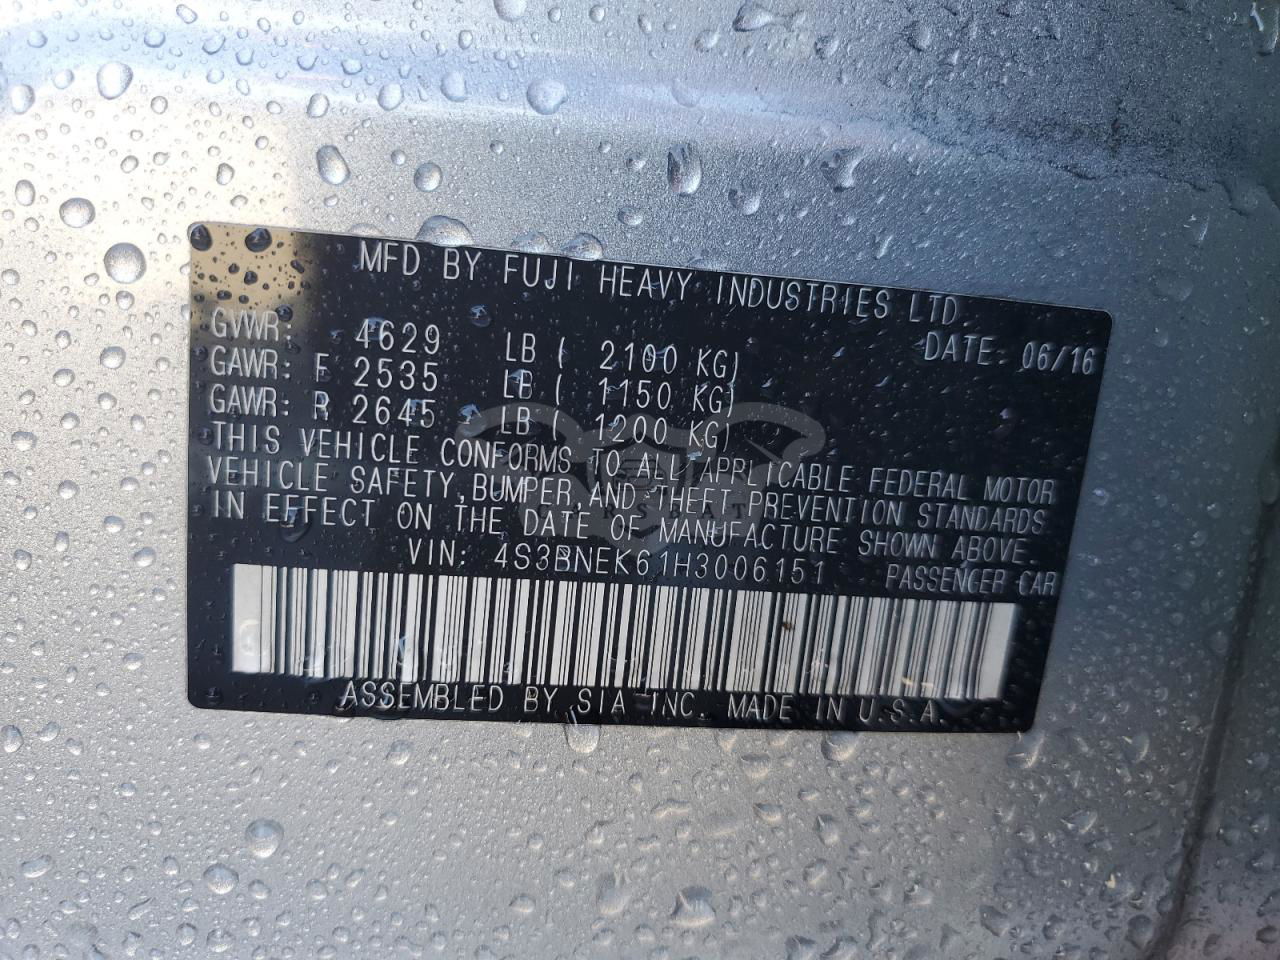 MFD BY FUJI HEAVY INDUSTRIES LTD.
DATE: 06/16
GVWR: 4629 LB ( 2100 KG)
GAWR: F 2535 LB ( 1150 KG)
GAWR: R 2645 LB ( 1200 KG)
THIS VEHICLE CONFORMS TO ALL APPLICABLE FEDERAL MOTOR
VEHICLE SAFETY, BUMPER AND THEFT PREVENTION STANDARDS
IN EFFECT ON THE DATE OF MANUFACTURE SHOWN ABOVE.
VIN: 4S3BNEK61H3006151 PASSENGER CAR
ASSEMBLED BY SIA INC. MADE IN U.S.A.